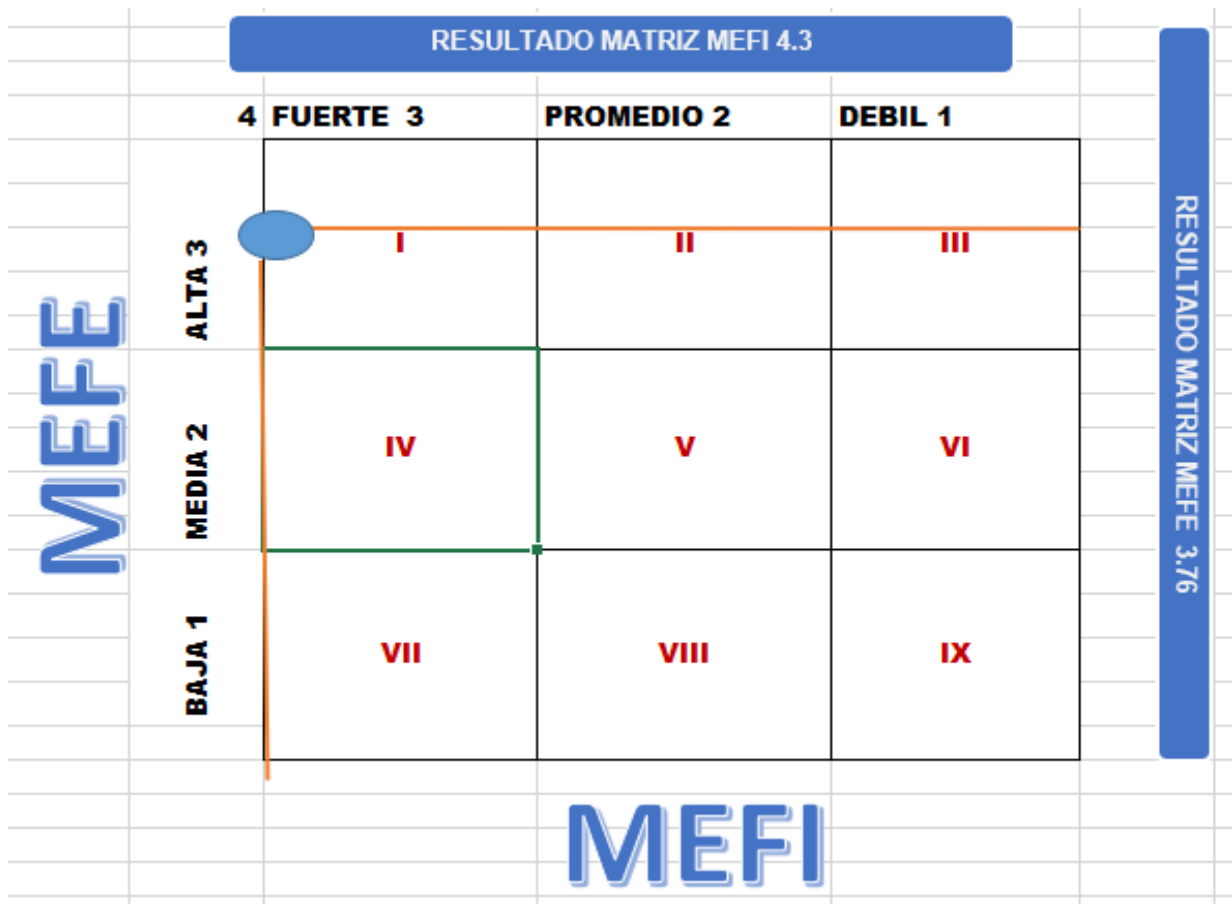 RESULTADO MATRIZ MEFI 4.3
4 FUERTE 3 PROMEDIO 2 DEBIL 1
RESULTADO MATRIZ MEFE 3.76
MEFE
ALTA 3
I II III
MEDIA 2
IV V VI
BAJA 1
VII VIII IX
MEFI